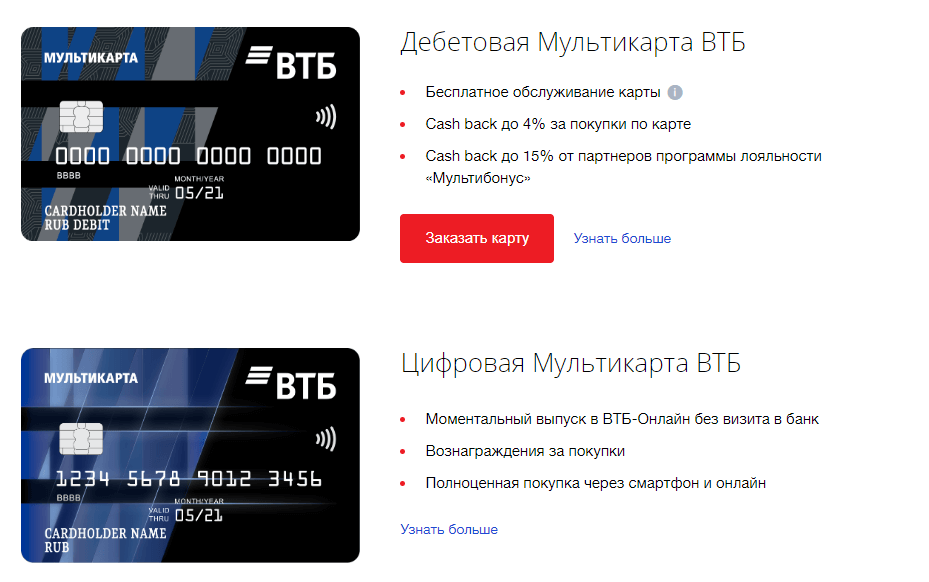 МУЛЬТИКАРТА
ВТБ
0000 0000 0000 0000
BBBB
MONTH/YEAR
VALID THRU 05/21
CARDHOLDER NAME
RUB DEBIT
Дебетовая Мультикарта ВТБ
Бесплатное обслуживание карты i
Cash back до 4% за покупки по карте
Cash back до 15% от партнеров программы лояльности
«Мультибонус»
Заказать карту
Узнать больше
МУЛЬТИКАРТА
ВТБ
1234 5678 9012 3456
BBBB
MONTH/YEAR
VALID THRU 05/21
CARDHOLDER NAME
RUB
Цифровая Мультикарта ВТБ
Моментальный выпуск в ВТБ-Онлайн без визита в банк
Вознаграждения за покупки
Полноценная покупка через смартфон и онлайн
Узнать больше